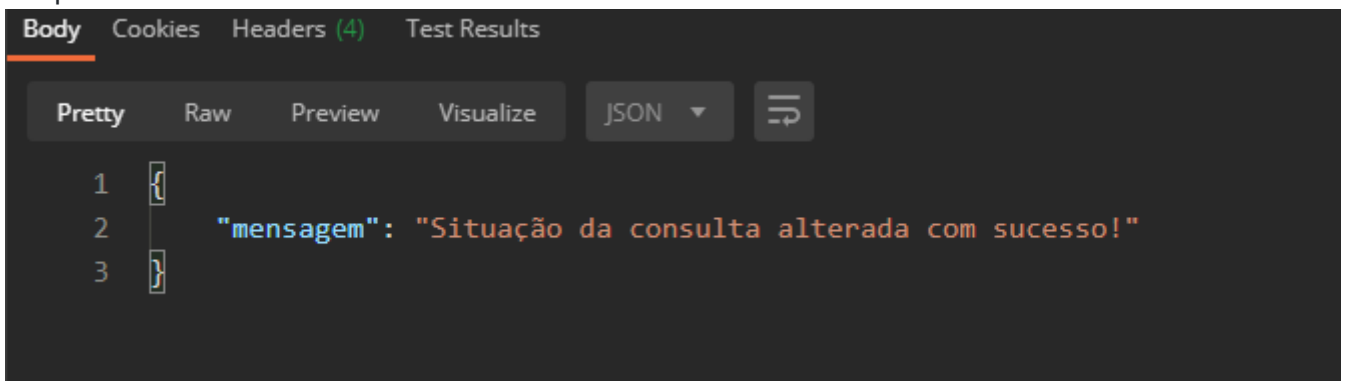 Body Cookies Headers (4) Test Results
Pretty Raw Preview Visualize JSON
1 {
2 "mensagem": "Situação da consulta alterada com sucesso!"
3 }